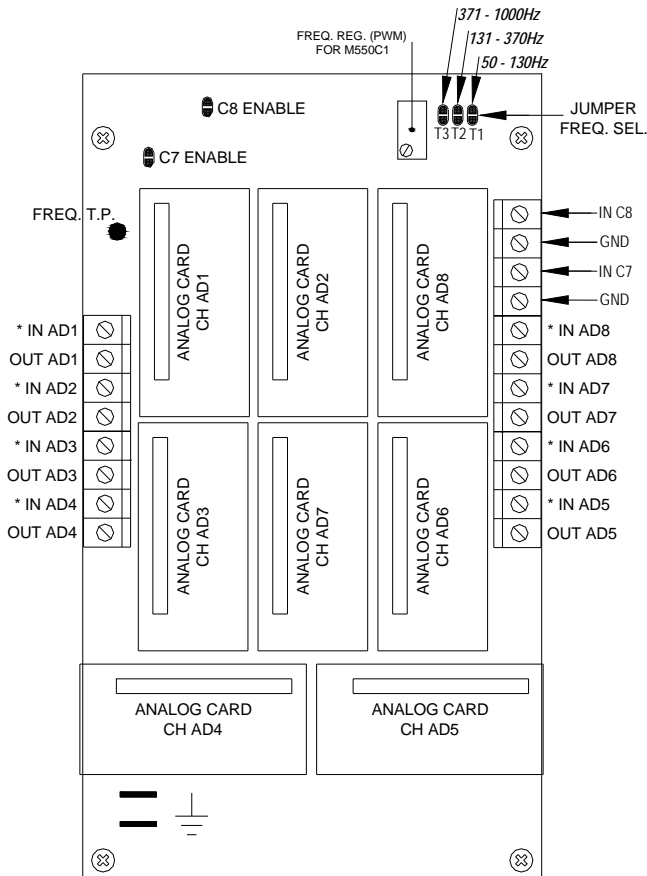 371 - 1000Hz
131 - 370Hz
50 - 130Hz
FREQ. REG. (PWM)
FOR M550C1
T3 T2 T1
JUMPER
FREQ. SEL.
C8 ENABLE
C7 ENABLE
FREQ. T.P.
ANALOG CARD
CH AD1
ANALOG CARD
CH AD2
ANALOG CARD
CH AD8
IN C8
GND
IN C7
GND
* IN AD1
OUT AD1
* IN AD2
OUT AD2
* IN AD3
OUT AD3
* IN AD4
OUT AD4
* IN AD8
OUT AD8
* IN AD7
OUT AD7
* IN AD6
OUT AD6
* IN AD5
OUT AD5
ANALOG CARD
CH AD3
ANALOG CARD
CH AD7
ANALOG CARD
CH AD6
ANALOG CARD
CH AD4
ANALOG CARD
CH AD5